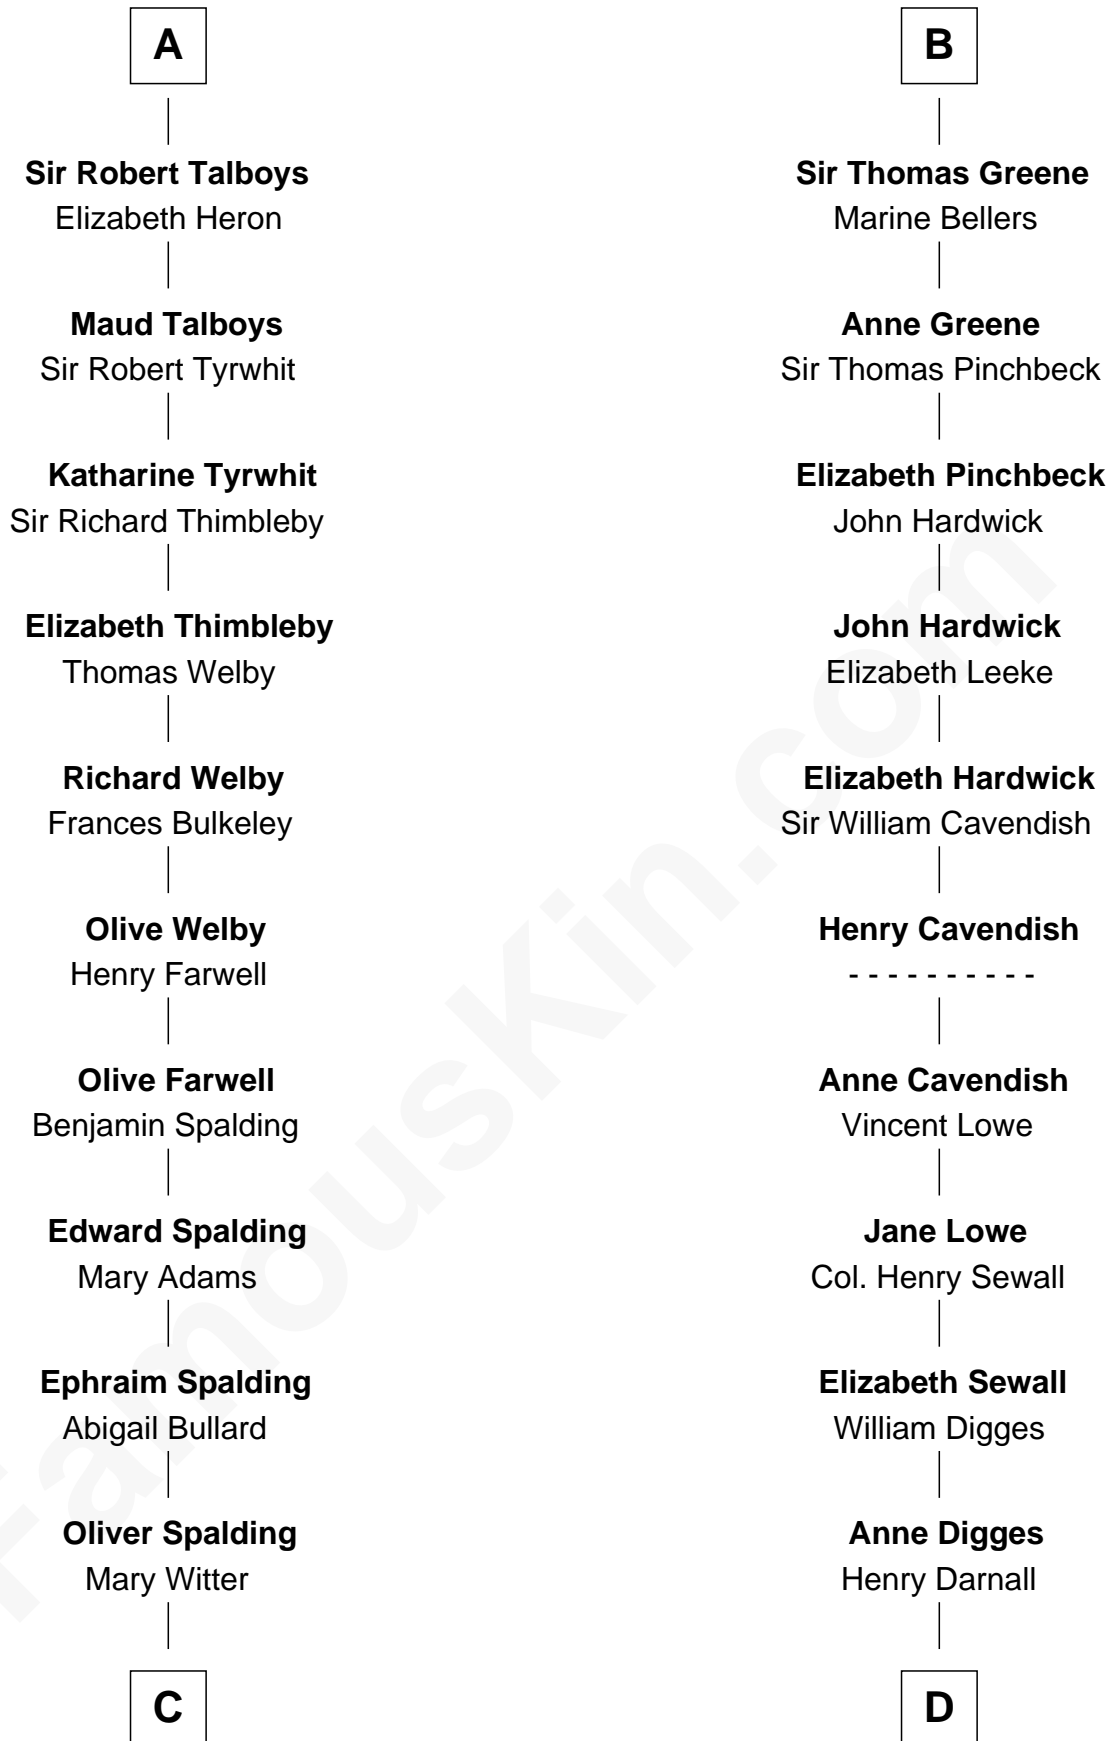 A
Sir Robert Talboys
Elizabeth Heron
Maud Talboys
Sir Robert Tyrwhit
Katharine Tyrwhit
Sir Richard Thimbleby
Elizabeth Thimbleby
Thomas Welby
Richard Welby
Frances Bulkeley
Olive Welby
Henry Farwell
Olive Farwell
Benjamin Spalding
Edward Spalding
Mary Adams
Ephraim Spalding
Abigail Bullard
Oliver Spalding
Mary Witter
C
B
Sir Thomas Greene
Marine Bellers
Anne Greene
Sir Thomas Pinchbeck
Elizabeth Pinchbeck
John Hardwick
John Hardwick
Elizabeth Leeke
Elizabeth Hardwick
Sir William Cavendish
Henry Cavendish
- - - - - - - - - -
Anne Cavendish
Vincent Lowe
Jane Lowe
Col. Henry Sewall
Elizabeth Sewall
William Digges
Anne Digges
Henry Darnall
D
FamousKin.com